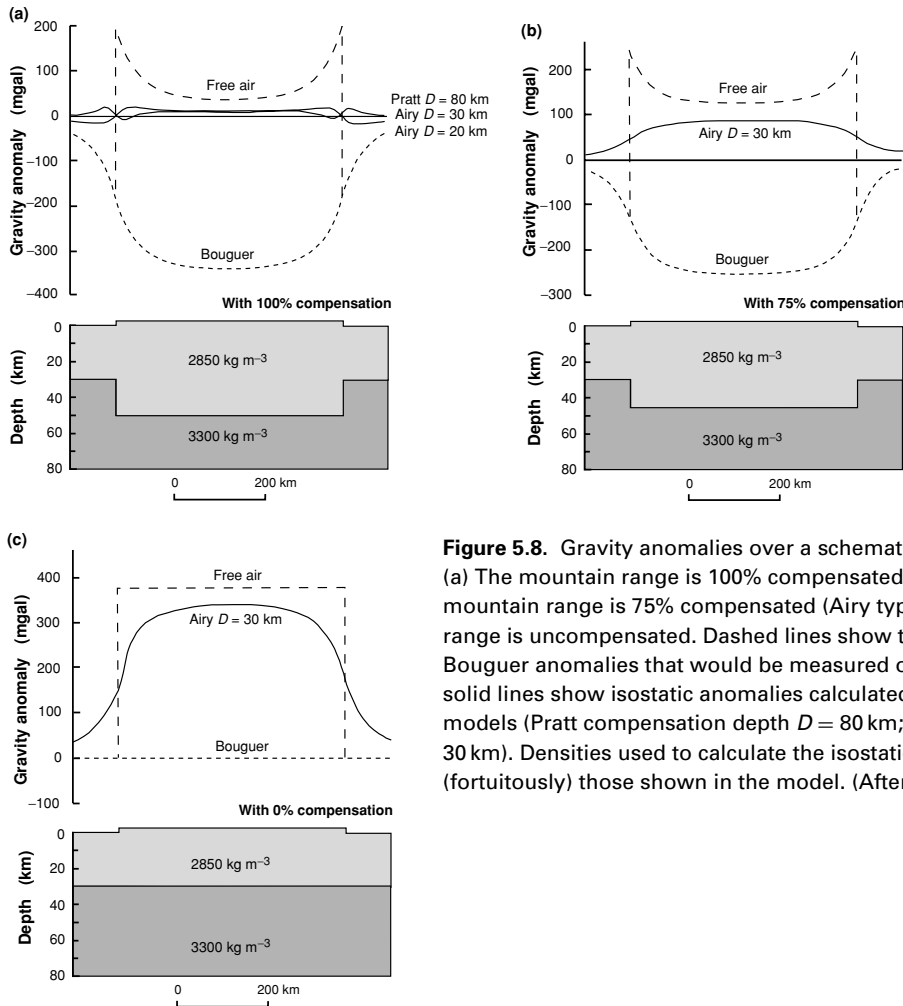 (a)
200
100
0
−100
−200
−300
−400
Gravity anomaly (mgal)
Free air
Pratt D = 80 km
Airy D = 30 km
Airy D = 20 km
Bouguer
With 100% compensation
0
20
40
60
80
Depth (km)
2850 kg m−3
3300 kg m−3
0 200 km
(b)
300
200
100
0
−100
−200
−300
Gravity anomaly (mgal)
Free air
Airy D = 30 km
Bouguer
With 75% compensation
0
20
40
60
80
Depth (km)
2850 kg m−3
3300 kg m−3
0 200 km
(c)
400
300
200
100
0
−100
Gravity anomaly (mgal)
Free air
Airy D = 30 km
Bouguer
With 0% compensation
0
20
40
60
80
Depth (km)
2850 kg m−3
3300 kg m−3
0 200 km
Figure 5.8. Gravity anomalies over a schemat
(a) The mountain range is 100% compensated
mountain range is 75% compensated (Airy typ
range is uncompensated. Dashed lines show t
Bouguer anomalies that would be measured o
solid lines show isostatic anomalies calculated
models (Pratt compensation depth D = 80 km;
30 km). Densities used to calculate the isostati
(fortuitously) those shown in the model. (After